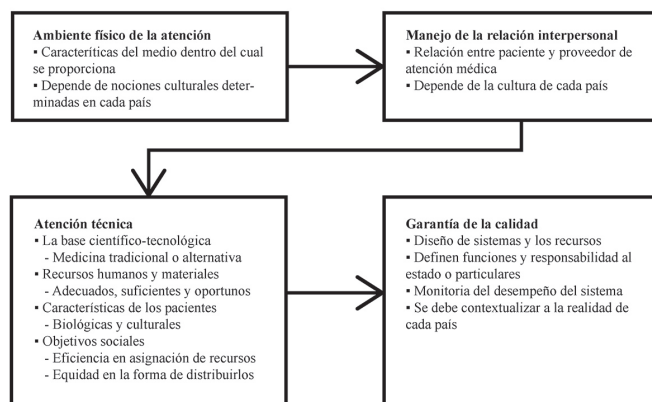 Ambiente físico de la atención
▪ Características del medio dentro del cual
se proporciona
▪ Depende de nociones culturales deter-
minadas en cada país
Manejo de la relación interpersonal
▪ Relación entre paciente y proveedor de
atención médica
▪ Depende de la cultura de cada país
Atención técnica
▪ La base científico-tecnológica
- Medicina tradicional o alternativa
▪ Recursos humanos y materiales
- Adecuados, suficientes y oportunos
▪ Características de los pacientes
- Biológicas y culturales
▪ Objetivos sociales
- Eficiencia en asignación de recursos
- Equidad en la forma de distribuirlos
Garantía de la calidad
▪ Diseño de sistemas y los recursos
▪ Definen funciones y responsabilidad al
estado o particulares
▪ Monitoria del desempeño del sistema
▪ Se debe contextualizar a la realidad de
cada país